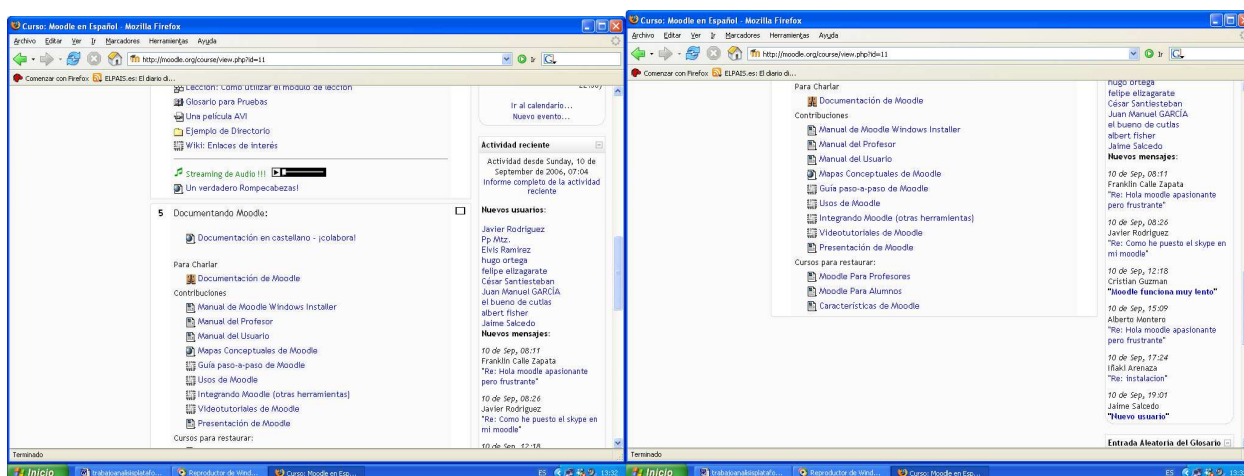 Curso: Moodle en Español - Mozilla Firefox
Archivo Editar Ver Ir Marcadores Herramientas Ayuda
http://moodle.org/course/view.php?id=11
Ir
Comenzar con Firefox ELPAIS.es: El diario di...
Lección: Cómo utilizar el módulo de lección
Glosario para Pruebas
Una película AVI
Ejemplo de Directorio
Wiki: Enlaces de interés
Streaming de Audio !!!
Un verdadero Rompecabezas!
5 Documentando Moodle:
Documentación en castellano - ¡colabora!
Para Charlar
Documentación de Moodle
Contribuciones
Manual de Moodle Windows Installer
Manual del Profesor
Manual del Usuario
Mapas Conceptuales de Moodle
Guía paso-a-paso de Moodle
Usos de Moodle
Integrando Moodle (otras herramientas)
Videotutoriales de Moodle
Presentación de Moodle
Cursos para restaurar:
Ir al calendario...
Nuevo evento...
Actividad reciente
Actividad desde Sunday, 10 de
September de 2006, 07:04
Informe completo de la actividad
reciente
Nuevos usuarios:
Javier Rodriguez
Pp Mtz.
Elvis Ramirez
hugo ortega
felipe elizagarate
César Santiesteban
Juan Manuel GARCÍA
el bueno de cutlas
albert fisher
Jaime Salcedo
Nuevos mensajes:
10 de Sep, 08:11
Franklin Calle Zapata
"Re: Hola moodle apasionante
pero frustrante"
10 de Sep, 08:26
Javier Rodriguez
"Re: Como he puesto el skype en
mi moodle"
10 de Sep, 12:18
Terminado
Inicio trabajoanalisisplatafo... Reproductor de Wind... Curso: Moodle en Esp... ES 13:32
Curso: Moodle en Español - Mozilla Firefox
Archivo Editar Ver Ir Marcadores Herramientas Ayuda
http://moodle.org/course/view.php?id=11
Ir
Comenzar con Firefox ELPAIS.es: El diario di...
Para Charlar
Documentación de Moodle
Contribuciones
Manual de Moodle Windows Installer
Manual del Profesor
Manual del Usuario
Mapas Conceptuales de Moodle
Guía paso-a-paso de Moodle
Usos de Moodle
Integrando Moodle (otras herramientas)
Videotutoriales de Moodle
Presentación de Moodle
Cursos para restaurar:
Moodle Para Profesores
Moodle Para Alumnos
Características de Moodle
hugo ortega
felipe elizagarate
César Santiesteban
Juan Manuel GARCÍA
el bueno de cutlas
albert fisher
Jaime Salcedo
Nuevos mensajes:
10 de Sep, 08:11
Franklin Calle Zapata
"Re: Hola moodle apasionante
pero frustrante"
10 de Sep, 08:26
Javier Rodriguez
"Re: Como he puesto el skype en
mi moodle"
10 de Sep, 12:18
Cristian Guzman
"Moodle funciona muy lento"
10 de Sep, 15:09
Alberto Montero
"Re: Hola moodle apasionante
pero frustrante"
10 de Sep, 17:24
Iñaki Arenaza
"Re: instalacion"
10 de Sep, 19:01
Jaime Salcedo
"Nuevo usuario"
Entrada Aleatoria del Glosario
Terminado
Inicio trabajoanalisisplatafo... Reproductor de Wind... Curso: Moodle en Esp... ES